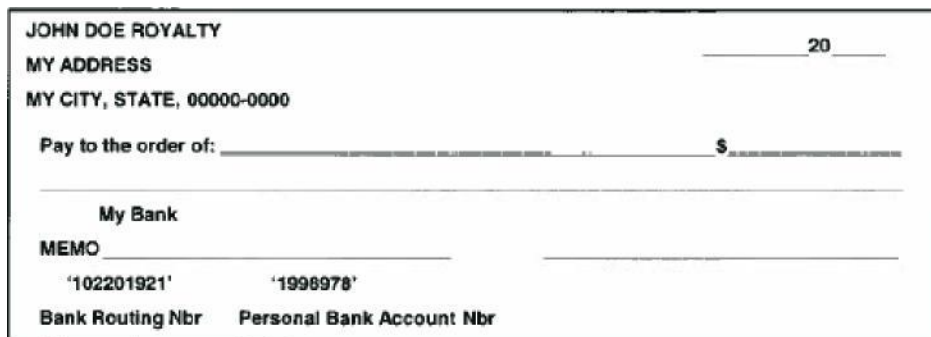 JOHN DOE ROYALTY
20
MY ADDRESS
MY CITY, STATE, 00000-0000
Pay to the order of: $
My Bank
MEMO
‘102201921’ ‘1998978’
Bank Routing Nbr Personal Bank Account Nbr